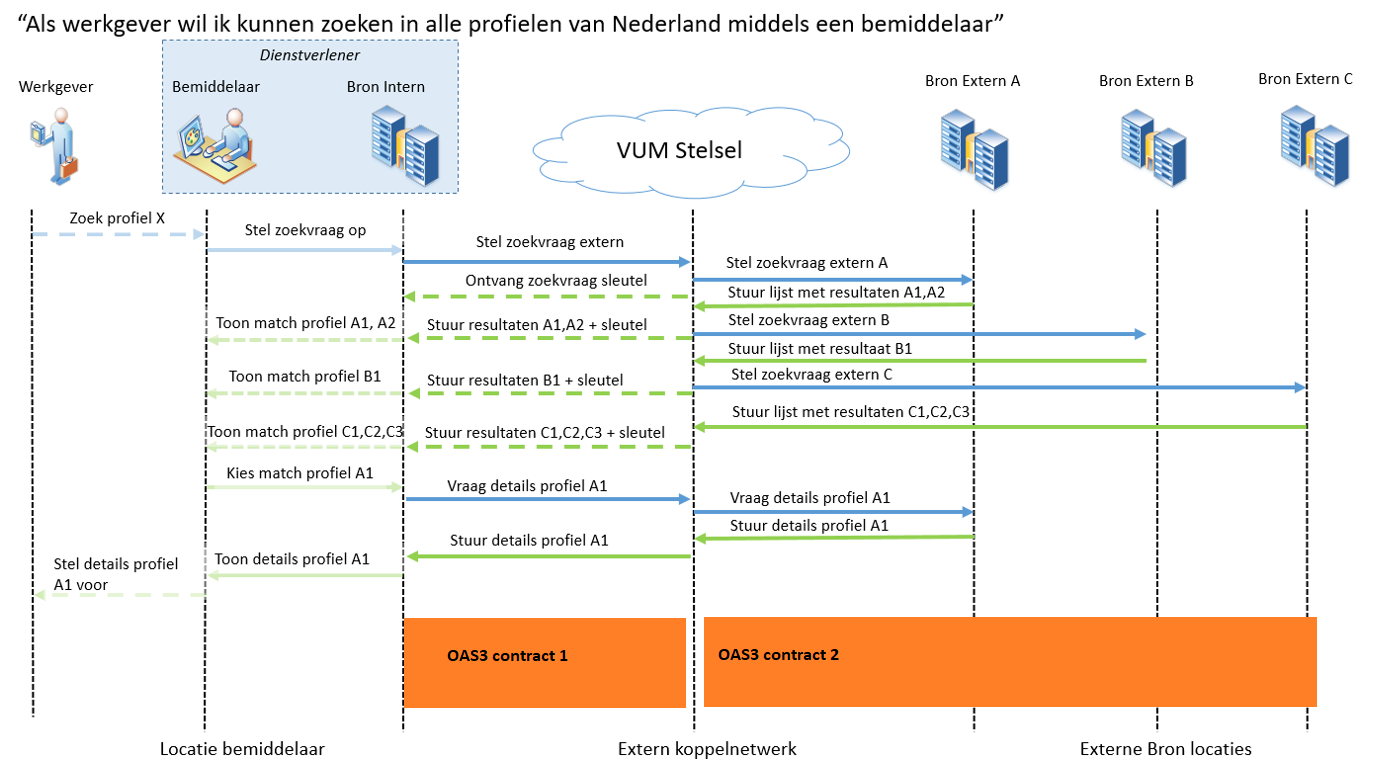 “Als werkgever wil ik kunnen zoeken in alle profielen van Nederland middels een bemiddelaar”
Dienstverlener
Werkgever
Bemiddelaar
Bron Intern
VUM Stelsel
Bron Extern A
Bron Extern B
Bron Extern C
Zoek profiel X
Stel zoekvraag op
Stel zoekvraag extern
Stel zoekvraag extern A
Ontvang zoekvraag sleutel
Stuur lijst met resultaten A1,A2
Toon match profiel A1, A2
Stuur resultaten A1,A2 + sleutel
Stel zoekvraag extern B
Stuur lijst met resultaat B1
Toon match profiel B1
Stuur resultaten B1 + sleutel
Stel zoekvraag extern C
Stuur lijst met resultaten C1,C2,C3
Toon match profiel C1,C2,C3
Stuur resultaten C1,C2,C3 + sleutel
Kies match profiel A1
Vraag details profiel A1
Vraag details profiel A1
Stuur details profiel A1
Stuur details profiel A1
Toon details profiel A1
Stel details profiel
A1 voor
OAS3 contract 1
OAS3 contract 2
Locatie bemiddelaar
Extern koppelnetwerk
Externe Bron locaties